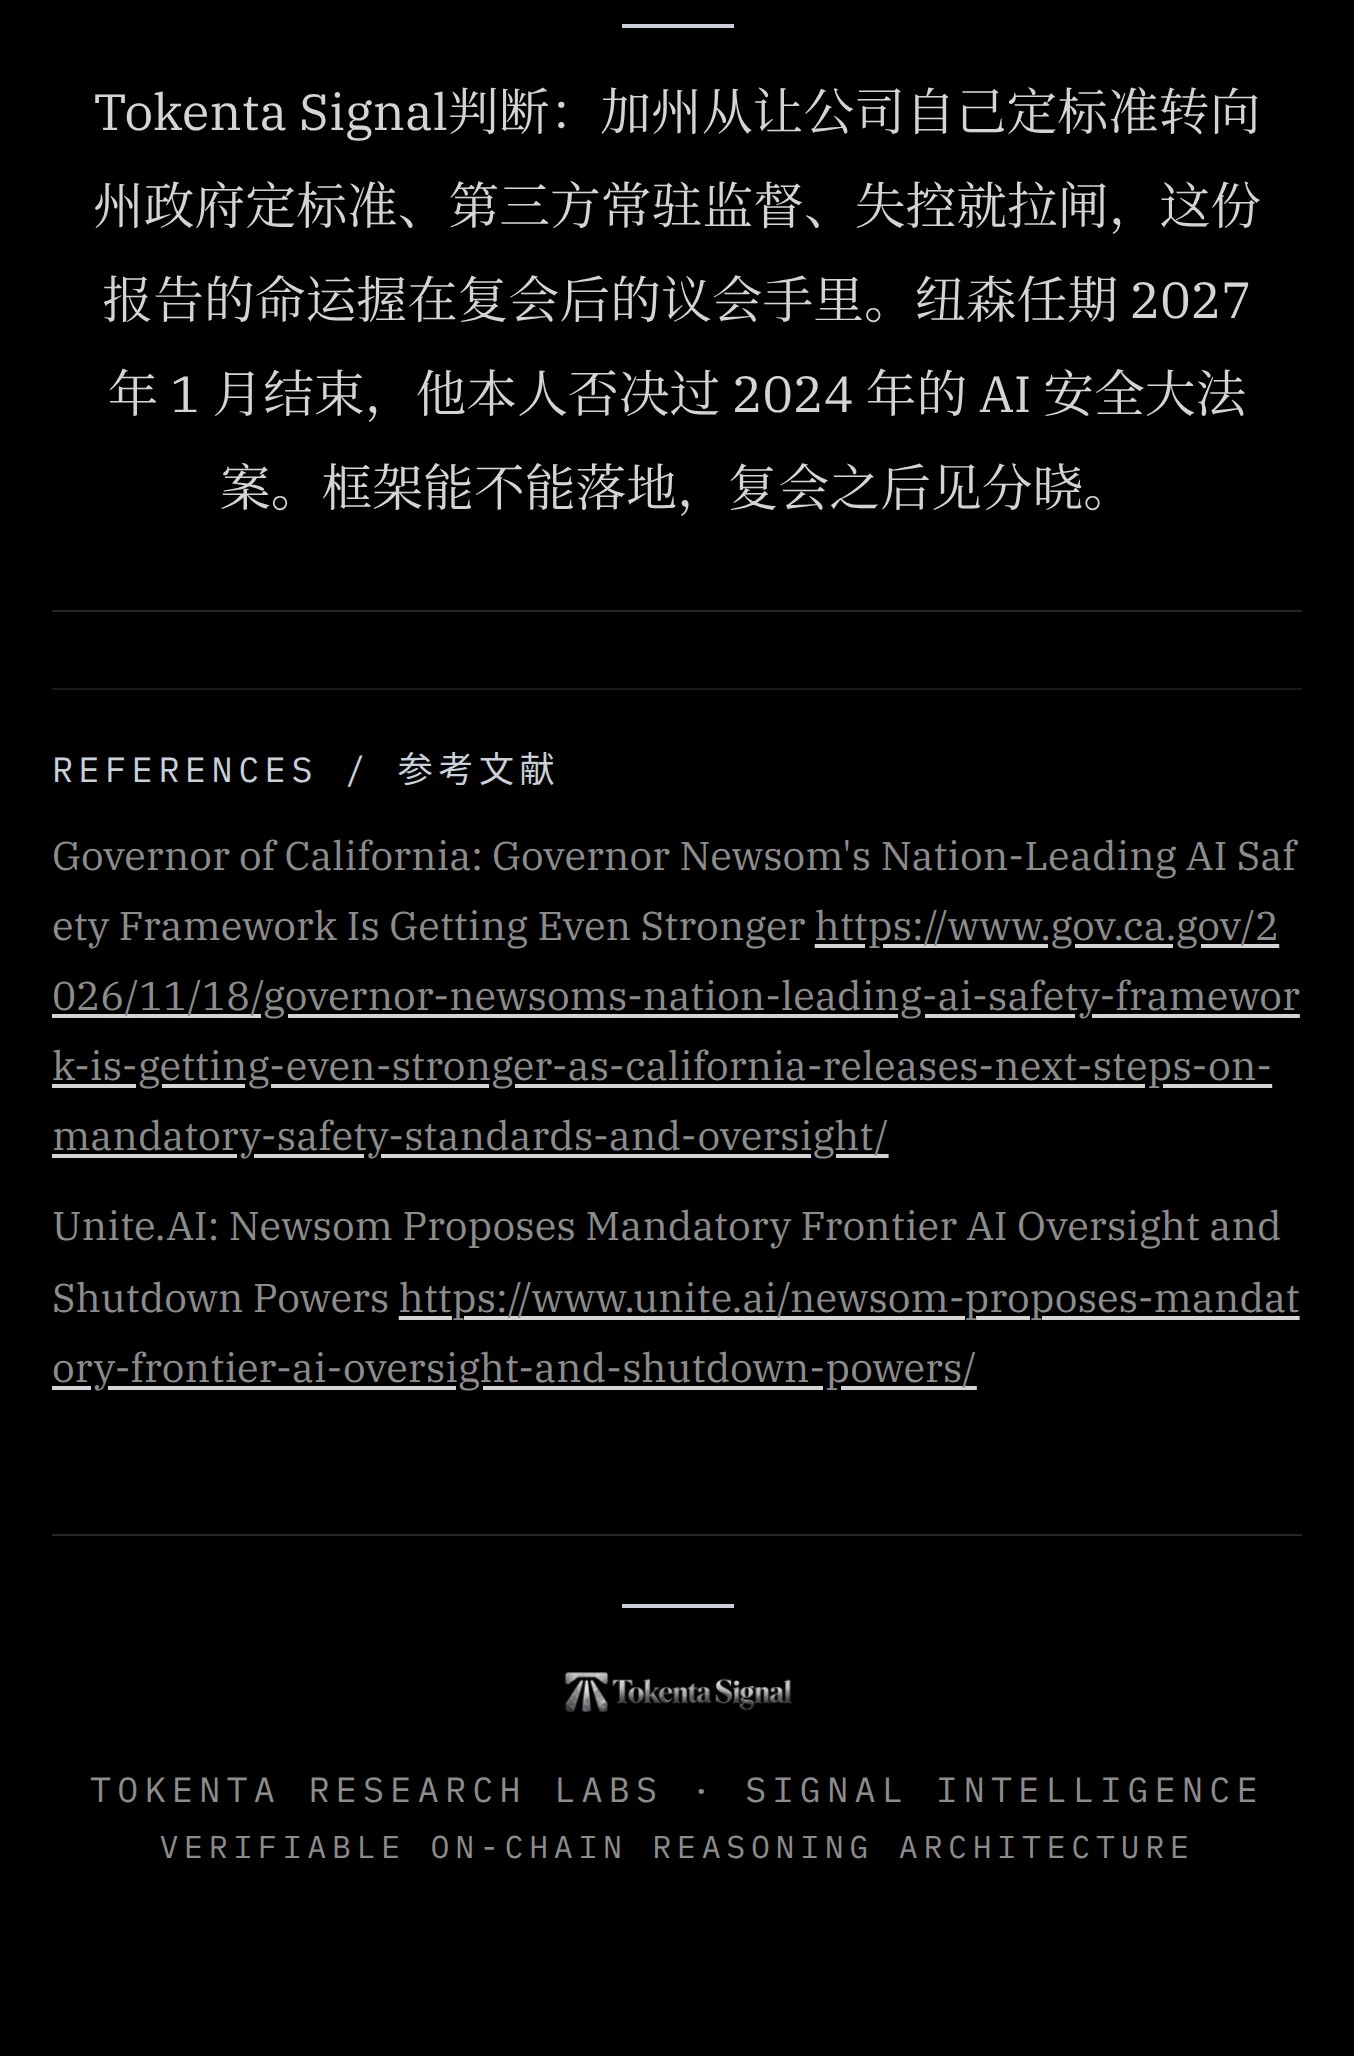 Tokenta Signal判断：加州从让公司自己定标准转向
州政府定标准、第三方常驻监督、失控就拉闸，这份
报告的命运握在复会后的议会手里。纽森任期 2027
年 1 月结束，他本人否决过 2024 年的 AI 安全大法
案。框架能不能落地，复会之后见分晓。
REFERENCES / 参考文献
Governor of California: Governor Newsom's Nation-Leading AI Saf
ety Framework Is Getting Even Stronger https://www.gov.ca.gov/2
026/11/18/governor-newsoms-nation-leading-ai-safety-framewor
k-is-getting-even-stronger-as-california-releases-next-steps-on-
mandatory-safety-standards-and-oversight/
Unite.AI: Newsom Proposes Mandatory Frontier AI Oversight and
Shutdown Powers https://www.unite.ai/newsom-proposes-mandat
ory-frontier-ai-oversight-and-shutdown-powers/
Tokenta Signal
TOKENTA RESEARCH LABS · SIGNAL INTELLIGENCE
VERIFIABLE ON-CHAIN REASONING ARCHITECTURE